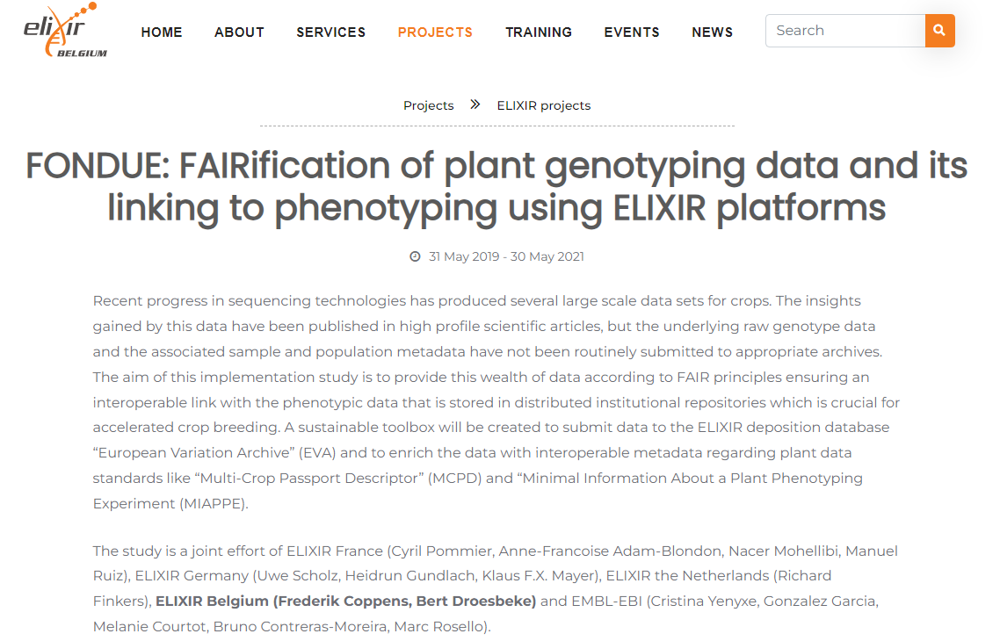 elixir
BELGIUM
HOME ABOUT SERVICES PROJECTS TRAINING EVENTS NEWS Search
Projects » ELIXIR projects
FONDUE: FAIRification of plant genotyping data and its
linking to phenotyping using ELIXIR platforms
31 May 2019 - 30 May 2021
Recent progress in sequencing technologies has produced several large scale data sets for crops. The insights
gained by this data have been published in high profile scientific articles, but the underlying raw genotype data
and the associated sample and population metadata have not been routinely submitted to appropriate archives.
The aim of this implementation study is to provide this wealth of data according to FAIR principles ensuring an
interoperable link with the phenotypic data that is stored in distributed institutional repositories which is crucial for
accelerated crop breeding. A sustainable toolbox will be created to submit data to the ELIXIR deposition database
“European Variation Archive” (EVA) and to enrich the data with interoperable metadata regarding plant data
standards like “Multi-Crop Passport Descriptor” (MCPD) and “Minimal Information About a Plant Phenotyping
Experiment (MIAPPE).
The study is a joint effort of ELIXIR France (Cyril Pommier, Anne-Francoise Adam-Blondon, Nacer Mohellibi, Manuel
Ruiz), ELIXIR Germany (Uwe Scholz, Heidrun Gundlach, Klaus F.X. Mayer), ELIXIR the Netherlands (Richard
Finkers), ELIXIR Belgium (Frederik Coppens, Bert Droesbeke) and EMBL-EBI (Cristina Yenyxe, Gonzalez Garcia,
Melanie Courtot, Bruno Contreras-Moreira, Marc Rosello).